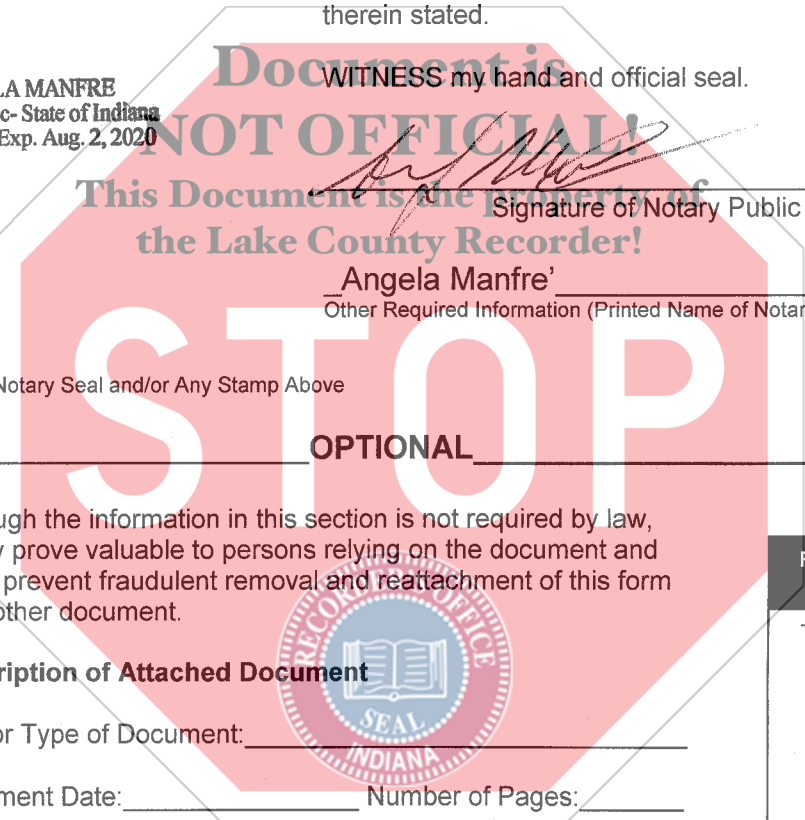 therein stated.
Document is
WITNESS my hand and official seal.
LA MANFRE
c- State of Indiana
Exp. Aug. 2, 2020
NOT OFFICIAL!
This Document is the property of
Signature of Notary Public
the Lake County Recorder!
_Angela Manfre’
Other Required Information (Printed Name of Notar
STOP
Notary Seal and/or Any Stamp Above
OPTIONAL
ugh the information in this section is not required by law,
y prove valuable to persons relying on the document and
prevent fraudulent removal and reattachment of this form
other document.
RECORDER'S OFFICE
SEAL
INDIANA
ription of Attached Document
or Type of Document:
ment Date: Number of Pages: